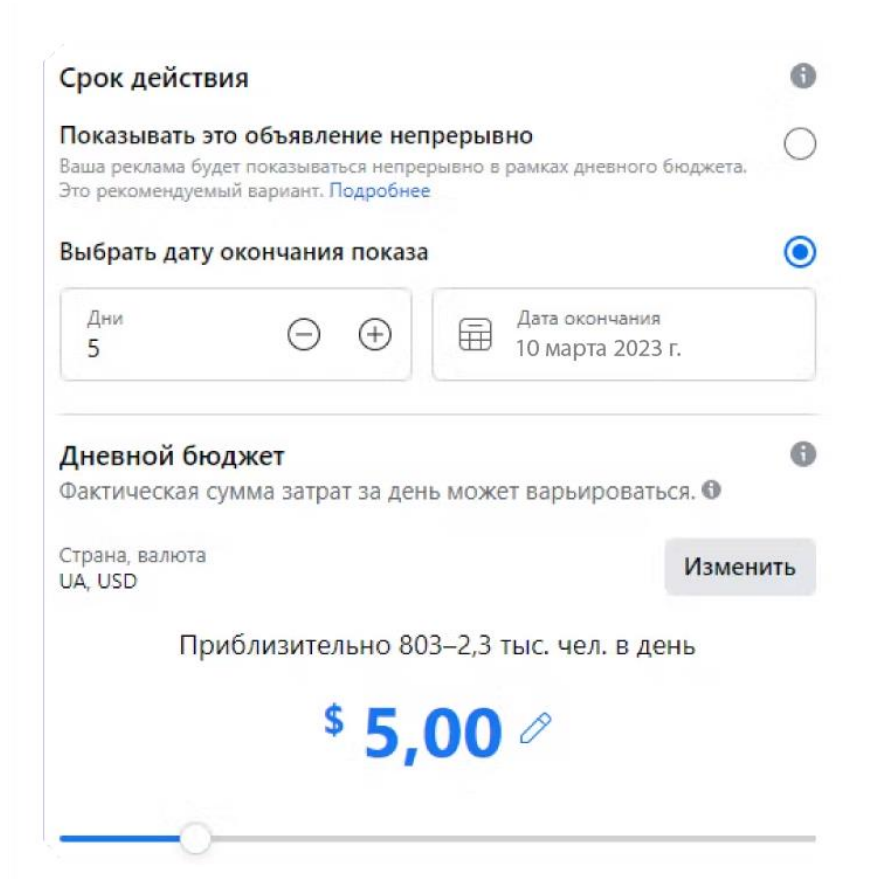 Срок действия
Показывать это объявление непрерывно
Ваша реклама будет показываться непрерывно в рамках дневного бюджета.
Это рекомендуемый вариант. Подробнее
Выбрать дату окончания показа
Дни
5
Дата окончания
10 марта 2023 г.
Дневной бюджет
Фактическая сумма затрат за день может варьироваться.
Страна, валюта
UA, USD
Изменить
Приблизительно 803–2,3 тыс. чел. в день
$ 5,00